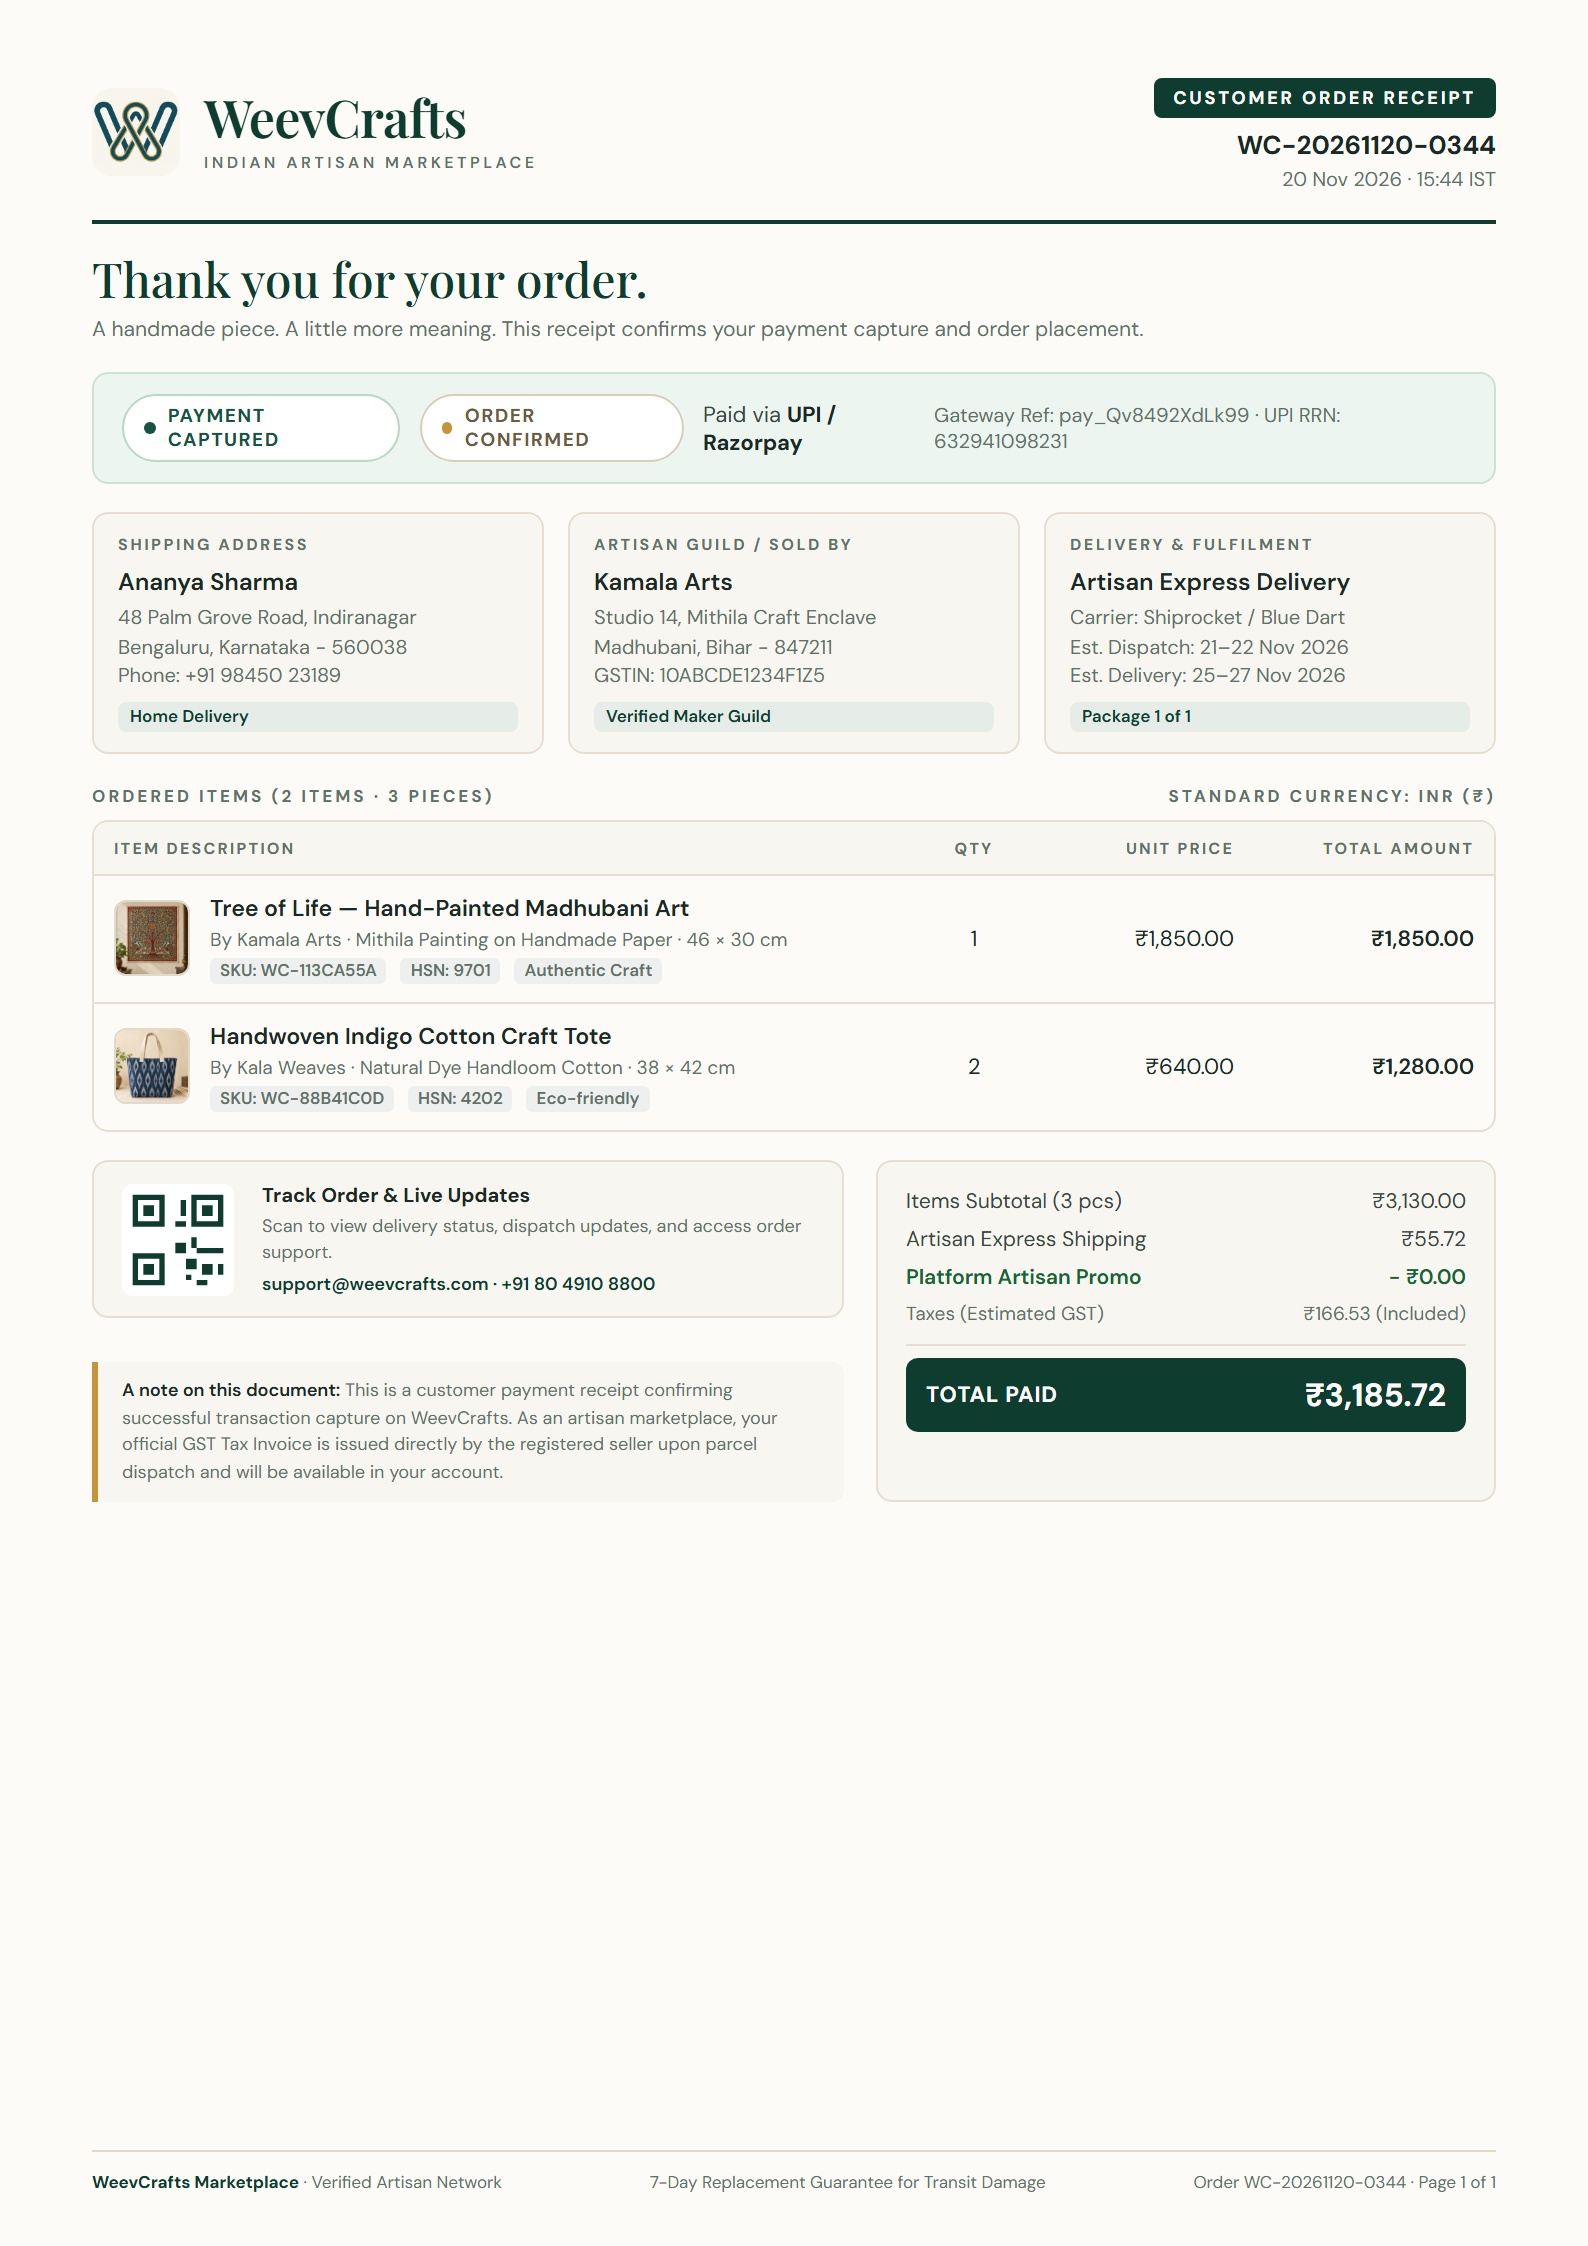 WeevCrafts
INDIAN ARTISAN MARKETPLACE
CUSTOMER ORDER RECEIPT
WC-20261120-0344
20 Nov 2026 · 15:44 IST
Thank you for your order.
A handmade piece. A little more meaning. This receipt confirms your payment capture and order placement.
PAYMENT
CAPTURED
ORDER
CONFIRMED
Paid via UPI /
Razorpay
Gateway Ref: pay_Qv8492XdLk99 · UPI RRN:
632941098231
SHIPPING ADDRESS
Ananya Sharma
48 Palm Grove Road, Indiranagar
Bengaluru, Karnataka - 560038
Phone: +91 98450 23189
Home Delivery
ARTISAN GUILD / SOLD BY
Kamala Arts
Studio 14, Mithila Craft Enclave
Madhubani, Bihar - 847211
GSTIN: 10ABCDE1234F1Z5
Verified Maker Guild
DELIVERY & FULFILMENT
Artisan Express Delivery
Carrier: Shiprocket / Blue Dart
Est. Dispatch: 21–22 Nov 2026
Est. Delivery: 25–27 Nov 2026
Package 1 of 1
ORDERED ITEMS (2 ITEMS · 3 PIECES)
STANDARD CURRENCY: INR (₹)
ITEM DESCRIPTION QTY UNIT PRICE TOTAL AMOUNT
Tree of Life — Hand-Painted Madhubani Art
By Kamala Arts · Mithila Painting on Handmade Paper · 46 × 30 cm
SKU: WC-113CA55A HSN: 9701 Authentic Craft
1 ₹1,850.00 ₹1,850.00
Handwoven Indigo Cotton Craft Tote
By Kala Weaves · Natural Dye Handloom Cotton · 38 × 42 cm
SKU: WC-88B41C0D HSN: 4202 Eco-friendly
2 ₹640.00 ₹1,280.00
Track Order & Live Updates
Scan to view delivery status, dispatch updates, and access order
support.
support@weevcrafts.com · +91 80 4910 8800
A note on this document: This is a customer payment receipt confirming
successful transaction capture on WeevCrafts. As an artisan marketplace, your
official GST Tax Invoice is issued directly by the registered seller upon parcel
dispatch and will be available in your account.
Items Subtotal (3 pcs) ₹3,130.00
Artisan Express Shipping ₹55.72
Platform Artisan Promo - ₹0.00
Taxes (Estimated GST) ₹166.53 (Included)
TOTAL PAID ₹3,185.72
WeevCrafts Marketplace · Verified Artisan Network
7-Day Replacement Guarantee for Transit Damage
Order WC-20261120-0344 · Page 1 of 1